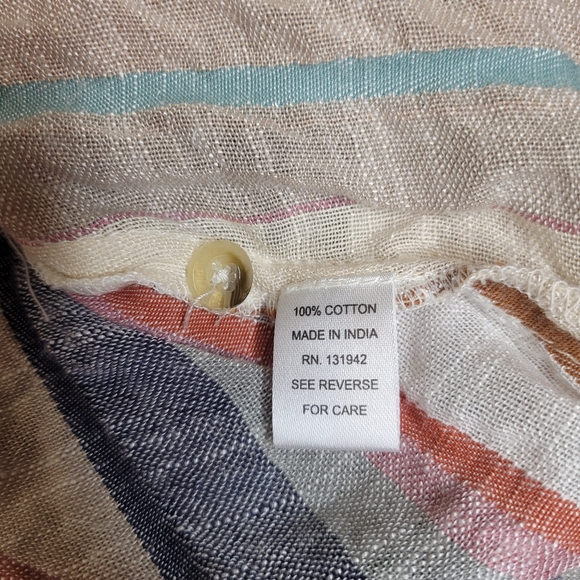 100% COTTON
MADE IN INDIA
RN. 131942
SEE REVERSE
FOR CARE